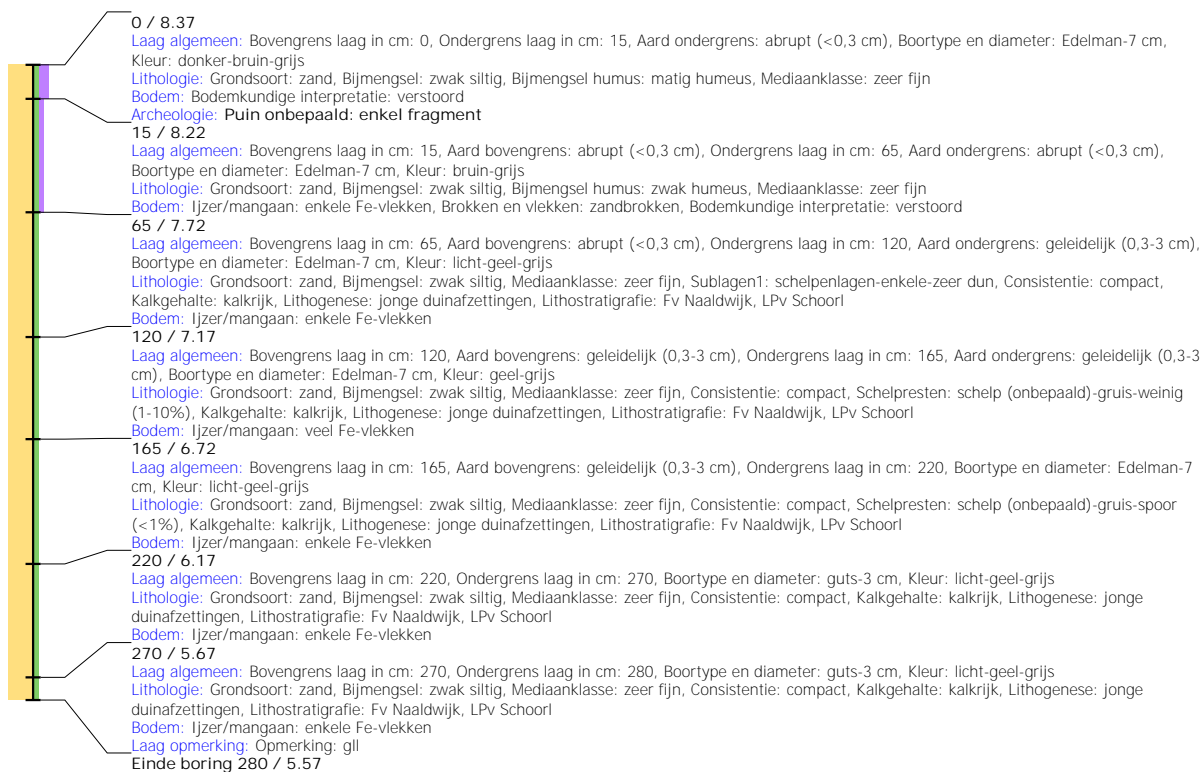 0 / 8.37
Laag algemeen: Bovengrens laag in cm: 0, Ondergrens laag in cm: 15, Aard ondergrens: abrupt (<0,3 cm), Boortype en diameter: Edelman-7 cm,
Kleur: donker-bruin-grijs
Lithologie: Grondsoort: zand, Bijmengsel: zwak siltig, Bijmengsel humus: matig humeus, Mediaanklasse: zeer fijn
Bodem: Bodemkundige interpretatie: verstoord
Archeologie: Puin onbepaald: enkel fragment
15 / 8.22
Laag algemeen: Bovengrens laag in cm: 15, Aard bovengrens: abrupt (<0,3 cm), Ondergrens laag in cm: 65, Aard ondergrens: abrupt (<0,3 cm),
Boortype en diameter: Edelman-7 cm, Kleur: bruin-grijs
Lithologie: Grondsoort: zand, Bijmengsel: zwak siltig, Bijmengsel humus: zwak humeus, Mediaanklasse: zeer fijn
Bodem: Ijzer/mangaan: enkele Fe-vlekken, Brokken en vlekken: zandbrokken, Bodemkundige interpretatie: verstoord
65 / 7.72
Laag algemeen: Bovengrens laag in cm: 65, Aard bovengrens: abrupt (<0,3 cm), Ondergrens laag in cm: 120, Aard ondergrens: geleidelijk (0,3-3 cm),
Boortype en diameter: Edelman-7 cm, Kleur: licht-geel-grijs
Lithologie: Grondsoort: zand, Bijmengsel: zwak siltig, Mediaanklasse: zeer fijn, Sublagen1: schelpenlagen-enkele-zeer dun, Consistentie: compact,
Kalkgehalte: kalkrijk, Lithogenese: jonge duinafzettingen, Lithostratigrafie: Fv Naaldwijk, LPv Schoorl
Bodem: Ijzer/mangaan: enkele Fe-vlekken
120 / 7.17
Laag algemeen: Bovengrens laag in cm: 120, Aard bovengrens: geleidelijk (0,3-3 cm), Ondergrens laag in cm: 165, Aard ondergrens: geleidelijk (0,3-3
cm), Boortype en diameter: Edelman-7 cm, Kleur: geel-grijs
Lithologie: Grondsoort: zand, Bijmengsel: zwak siltig, Mediaanklasse: zeer fijn, Consistentie: compact, Schelpresten: schelp (onbepaald)-gruis-weinig
(1-10%), Kalkgehalte: kalkrijk, Lithogenese: jonge duinafzettingen, Lithostratigrafie: Fv Naaldwijk, LPv Schoorl
Bodem: Ijzer/mangaan: veel Fe-vlekken
165 / 6.72
Laag algemeen: Bovengrens laag in cm: 165, Aard bovengrens: geleidelijk (0,3-3 cm), Ondergrens laag in cm: 220, Boortype en diameter: Edelman-7
cm, Kleur: licht-geel-grijs
Lithologie: Grondsoort: zand, Bijmengsel: zwak siltig, Mediaanklasse: zeer fijn, Consistentie: compact, Schelpresten: schelp (onbepaald)-gruis-spoor
(<1%), Kalkgehalte: kalkrijk, Lithogenese: jonge duinafzettingen, Lithostratigrafie: Fv Naaldwijk, LPv Schoorl
Bodem: Ijzer/mangaan: enkele Fe-vlekken
220 / 6.17
Laag algemeen: Bovengrens laag in cm: 220, Ondergrens laag in cm: 270, Boortype en diameter: guts-3 cm, Kleur: licht-geel-grijs
Lithologie: Grondsoort: zand, Bijmengsel: zwak siltig, Mediaanklasse: zeer fijn, Consistentie: compact, Kalkgehalte: kalkrijk, Lithogenese: jonge
duinafzettingen, Lithostratigrafie: Fv Naaldwijk, LPv Schoorl
Bodem: Ijzer/mangaan: enkele Fe-vlekken
270 / 5.67
Laag algemeen: Bovengrens laag in cm: 270, Ondergrens laag in cm: 280, Boortype en diameter: guts-3 cm, Kleur: licht-geel-grijs
Lithologie: Grondsoort: zand, Bijmengsel: zwak siltig, Mediaanklasse: zeer fijn, Consistentie: compact, Kalkgehalte: kalkrijk, Lithogenese: jonge
duinafzettingen, Lithostratigrafie: Fv Naaldwijk, LPv Schoorl
Bodem: Ijzer/mangaan: enkele Fe-vlekken
Laag opmerking: Opmerking: gll
Einde boring 280 / 5.57